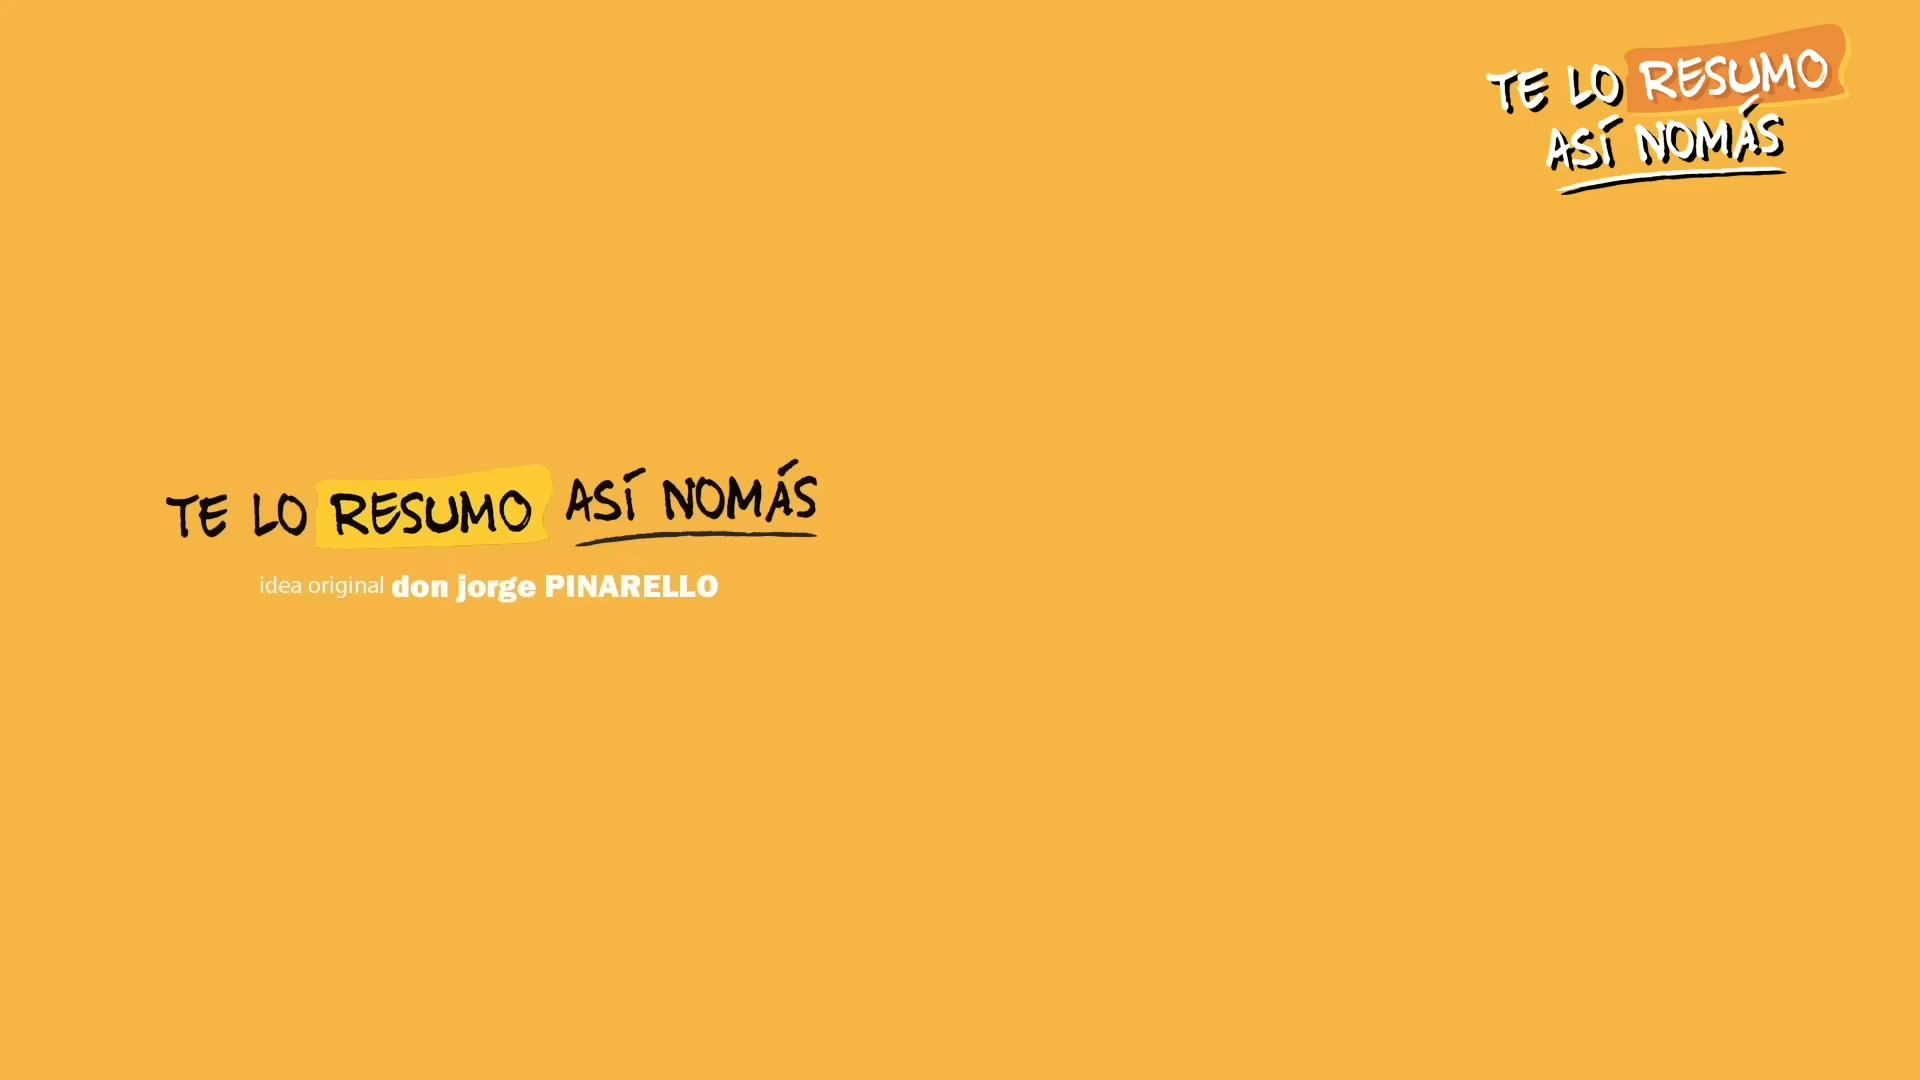 TE LO RESUMO
ASÍ NOMÁS
TE LO RESUMO ASÍ NOMÁS
idea original don jorge PINARELLO